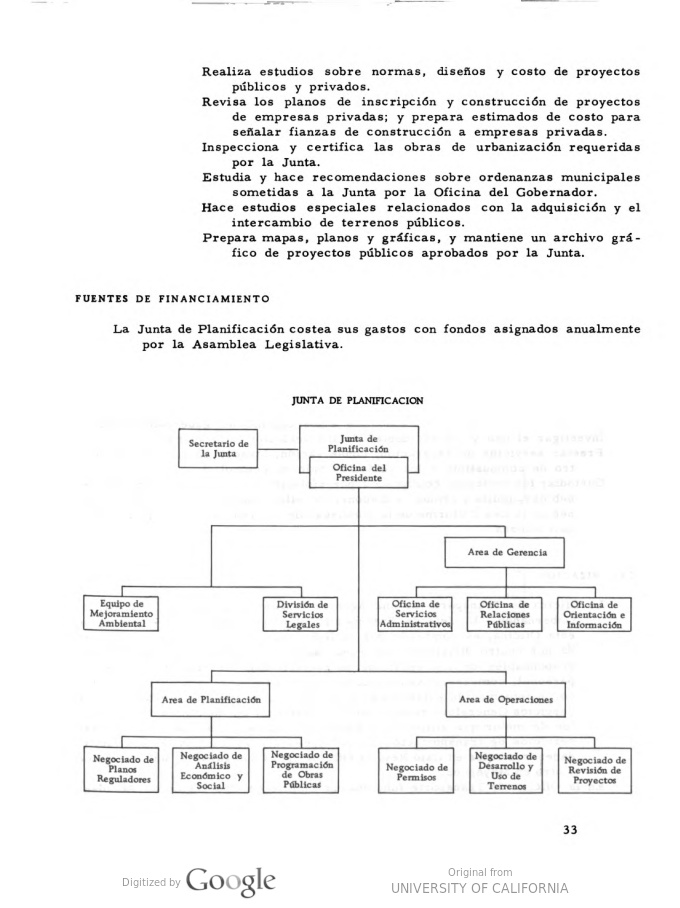 Realiza estudios sobre normas, diseños y costo de proyectos
públicos y privados.
Revisa los planos de inscripción y construcción de proyectos
de empresas privadas; y prepara estimados de costo para
señalar fianzas de construcción a empresas privadas.
Inspecciona y certifica las obras de urbanización requeridas
por la Junta.
Estudia y hace recomendaciones sobre ordenanzas municipales
sometidas a la Junta por la Oficina del Gobernador.
Hace estudios especiales relacionados con la adquisición y el
intercambio de terrenos públicos.
Prepara mapas, planos y gráficas, y mantiene un archivo grá-
fico de proyectos públicos aprobados por la Junta.
FUENTES DE FINANCIAMIENTO
La Junta de Planificación costea sus gastos con fondos asignados anualmente
por la Asamblea Legislativa.
JUNTA DE PLANIFICACION
Secretario de
la Junta
Junta de
Planificación
Oficina del
Presidente
Area de Gerencia
Equipo de
Mejoramiento
Ambiental
División de
Servicios
Legales
Oficina de
Servicios
Administrativos
Oficina de
Relaciones
Públicas
Oficina de
Orientación e
Información
Area de Planificación
Area de Operaciones
Negociado de
Planos
Reguladores
Negociado de
Análisis
Económico y
Social
Negociado de
Programación
de Obras
Públicas
Negociado de
Permisos
Negociado de
Desarrollo y
Uso de
Terrenos
Negociado de
Revisión de
Proyectos
33
Digitized by Google
Original from
UNIVERSITY OF CALIFORNIA